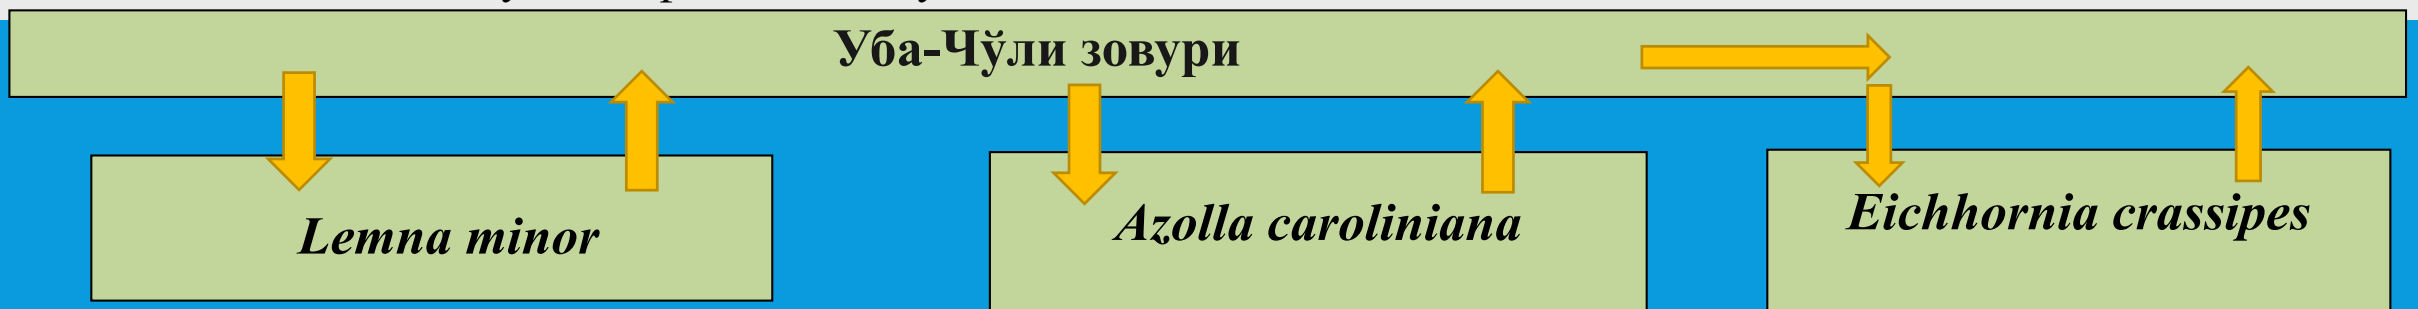 Уба-Чўли зовури
Lemna minor
Azolla caroliniana
Eichhornia crassipes